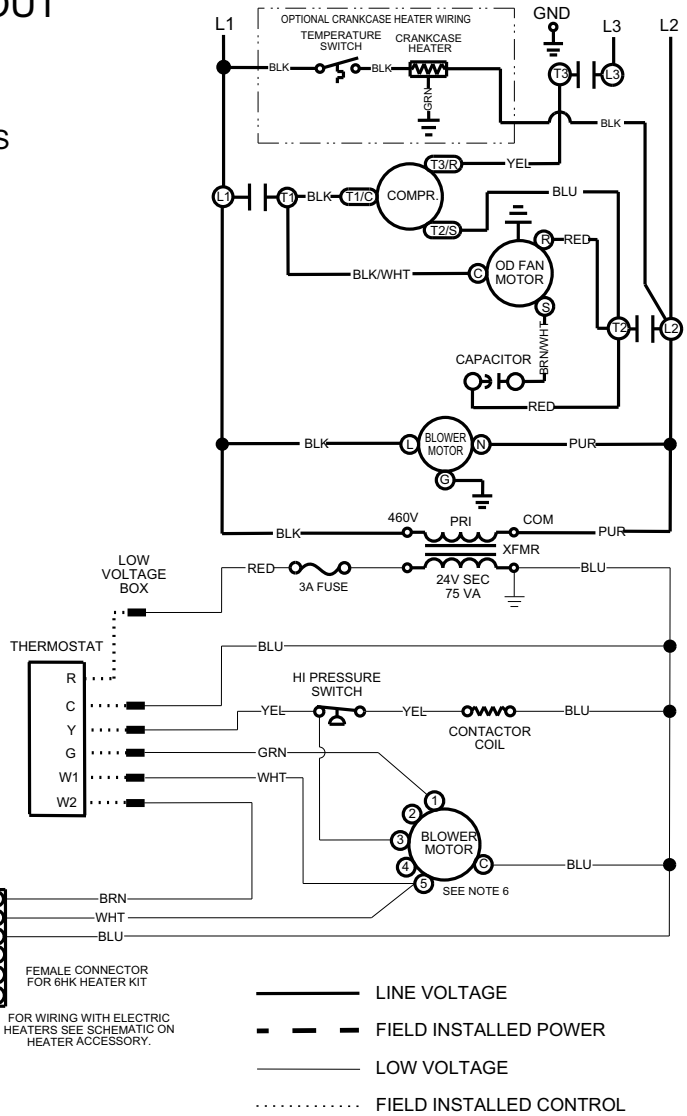 OUT
S
L1
OPTIONAL CRANKCASE HEATER WIRING
GND
L3
L2
TEMPERATURE
SWITCH
CRANKCASE
HEATER
BLK
BLK
GRN
T3
L3
BLK
T3/R
YEL
L1
T1
BLK
T1/C
COMPR.
BLU
T2/S
R
RED
BLK/WHT
C
OD FAN
MOTOR
S
BRN/WHT
T2
L2
CAPACITOR
RED
BLK
L
BLOWER
MOTOR
N
PUR
G
460V
PRI
COM
BLK
PUR
XFMR
LOW
VOLTAGE
BOX
RED
3A FUSE
24V SEC
75 VA
BLU
THERMOSTAT
R
BLU
C
HI PRESSURE
SWITCH
Y
YEL
YEL
CONTACTOR
COIL
BLU
G
GRN
W1
WHT
W2
1
2
3
BLOWER
MOTOR
4
5
C
BLU
SEE NOTE 6
BRN
WHT
BLU
FEMALE CONNECTOR
FOR 6HK HEATER KIT
FOR WIRING WITH ELECTRIC
HEATERS SEE SCHEMATIC ON
HEATER ACCESSORY.
LINE VOLTAGE
FIELD INSTALLED POWER
LOW VOLTAGE
FIELD INSTALLED CONTROL